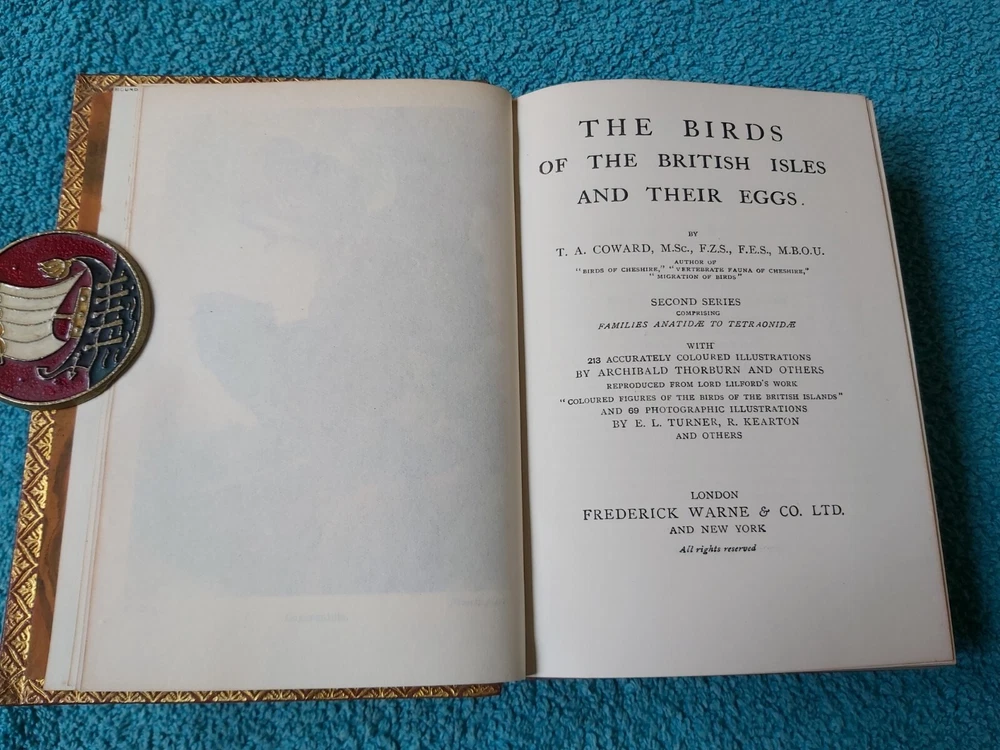 THE BIRDS
OF THE BRITISH ISLES
AND THEIR EGGS.
BY
T. A. COWARD, M.Sc., F.Z.S., F.E.S., M.B.O.U.
AUTHOR OF
"BIRDS OF CHESHIRE," "VERTEBRATE FAUNA OF CHESHIRE,"
"MIGRATION OF BIRDS"
SECOND SERIES
COMPRISING
FAMILIES ANATIDÆ TO TETRAONIDÆ
WITH
213 ACCURATELY COLOURED ILLUSTRATIONS
BY ARCHIBALD THORBURN AND OTHERS
REPRODUCED FROM LORD LILFORD'S WORK
"COLOURED FIGURES OF THE BIRDS OF THE BRITISH ISLANDS"
AND 69 PHOTOGRAPHIC ILLUSTRATIONS
BY E. L. TURNER, R. KEARTON
AND OTHERS
LONDON
FREDERICK WARNE & CO. LTD.
AND NEW YORK
All rights reserved